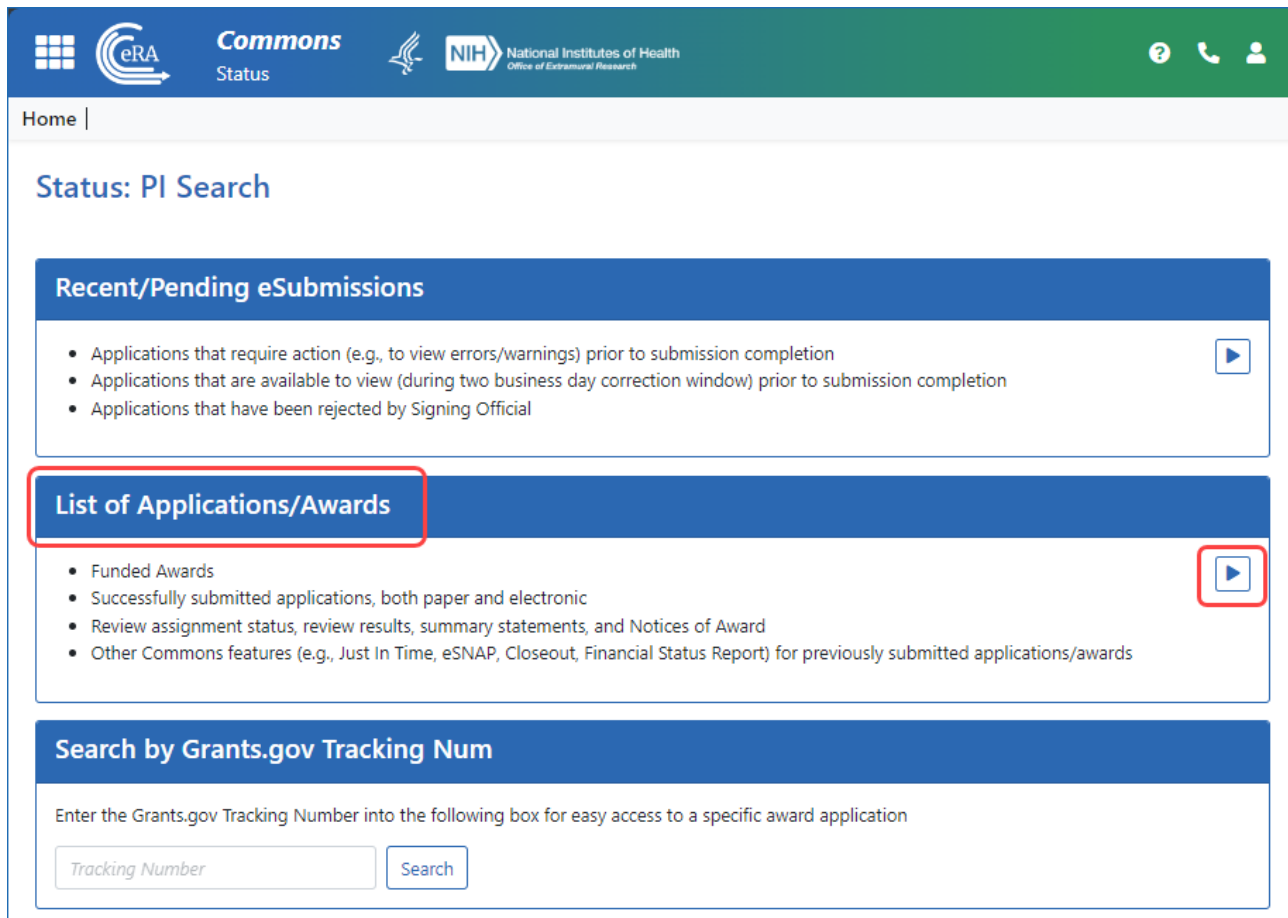 eRA
Commons
Status
NIH National Institutes of Health
Office of Extramural Research
Home
Status: PI Search
Recent/Pending eSubmissions
Applications that require action (e.g., to view errors/warnings) prior to submission completion
Applications that are available to view (during two business day correction window) prior to submission completion
Applications that have been rejected by Signing Official
List of Applications/Awards
Funded Awards
Successfully submitted applications, both paper and electronic
Review assignment status, review results, summary statements, and Notices of Award
Other Commons features (e.g., Just In Time, eSNAP, Closeout, Financial Status Report) for previously submitted applications/awards
Search by Grants.gov Tracking Num
Enter the Grants.gov Tracking Number into the following box for easy access to a specific award application
Tracking Number Search